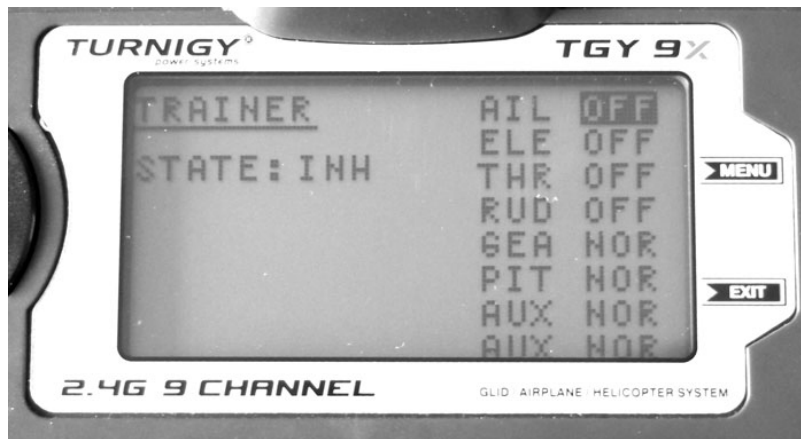 TURNIGY®
power systems
TGY 9X
TRAINER
STATE:INH
AIL OFF
ELE OFF
THR OFF
RUD OFF
GEA NOR
PIT NOR
AUX NOR
AUX NOR
MENU
EXIT
2.4G 9 CHANNEL
GLID AIRPLANE HELICOPTER SYSTEM